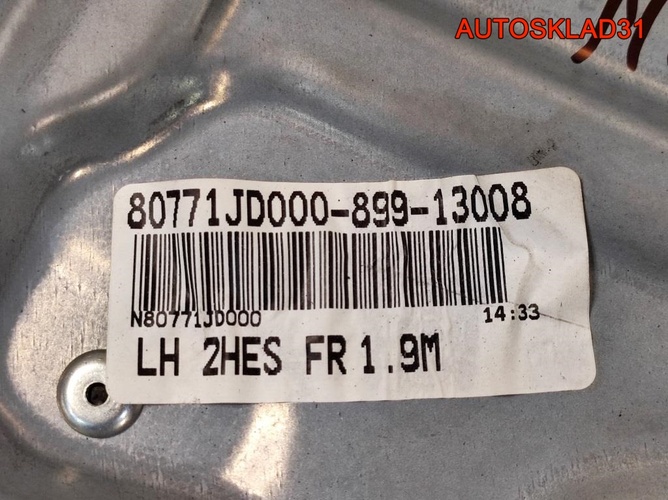 AUTOSKLAD31
80771JD000-899-13008
N80771JD000 14:33
LH 2HES FR 1.9M